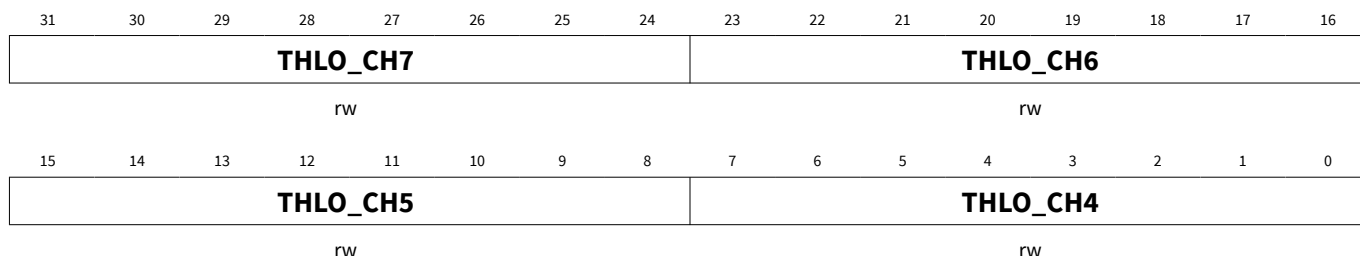 31 30 29 28 27 26 25 24 23 22 21 20 19 18 17 16
THLO_CH7 THLO_CH6
rw rw
15 14 13 12 11 10 9 8 7 6 5 4 3 2 1 0
THLO_CH5 THLO_CH4
rw rw